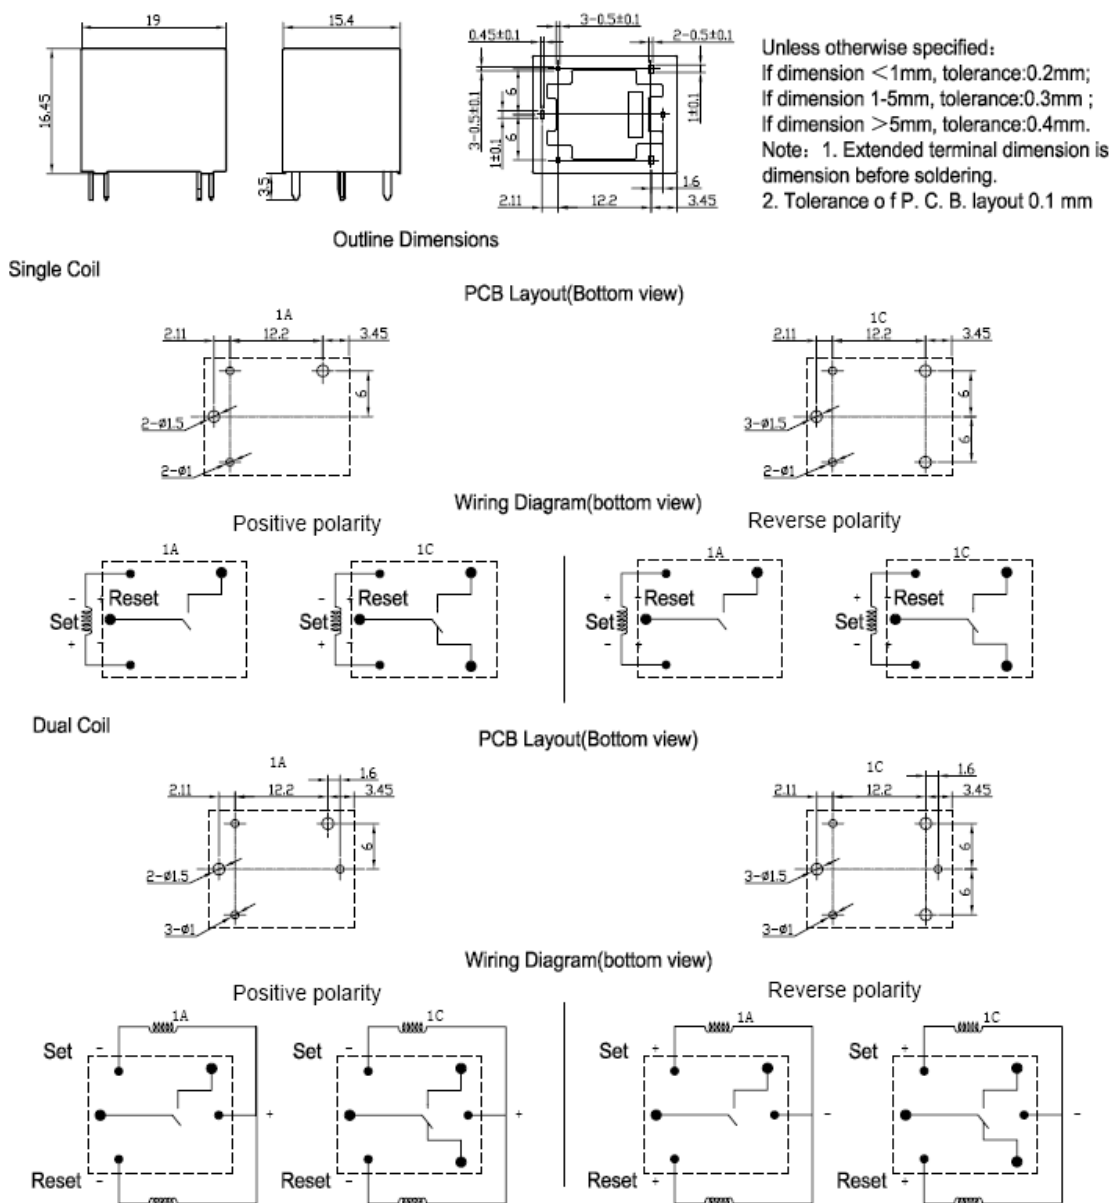 19
15.4
16.45
3.5
3-0.5±0.1
0.45±0.1
2-0.5±0.1
3-0.5±0.1
6
6
1±0.1
1±0.1
1.6
2.11
12.2
3.45
Unless otherwise specified:
If dimension <1mm, tolerance:0.2mm;
If dimension 1-5mm, tolerance:0.3mm ;
If dimension >5mm, tolerance:0.4mm.
Note: 1. Extended terminal dimension is
dimension before soldering.
2. Tolerance o f P. C. B. layout 0.1 mm
Outline Dimensions
Single Coil
PCB Layout(Bottom view)
1A
2.11 12.2 3.45
6
2-ø1.5
2-ø1
1C
2.11 12.2 3.45
6
3-ø1.5
6
2-ø1
Wiring Diagram(bottom view)
Positive polarity
Reverse polarity
1A
- - Reset
Set
+ -
1C
- - Reset
Set
+ -
1A
+ - Reset
Set
- +
1C
+ - Reset
Set
- +
Dual Coil
PCB Layout(Bottom view)
1A
1.6
2.11 12.2 3.45
6
2-ø1.5
3-ø1
1C
1.6
2.11 12.2 3.45
6
3-ø1.5
6
3-ø1
Wiring Diagram(bottom view)
Positive polarity
Reverse polarity
1A
Set -
+
Reset -
1C
Set -
+
Reset -
1A
Set +
-
Reset +
1C
Set +
-
Reset +